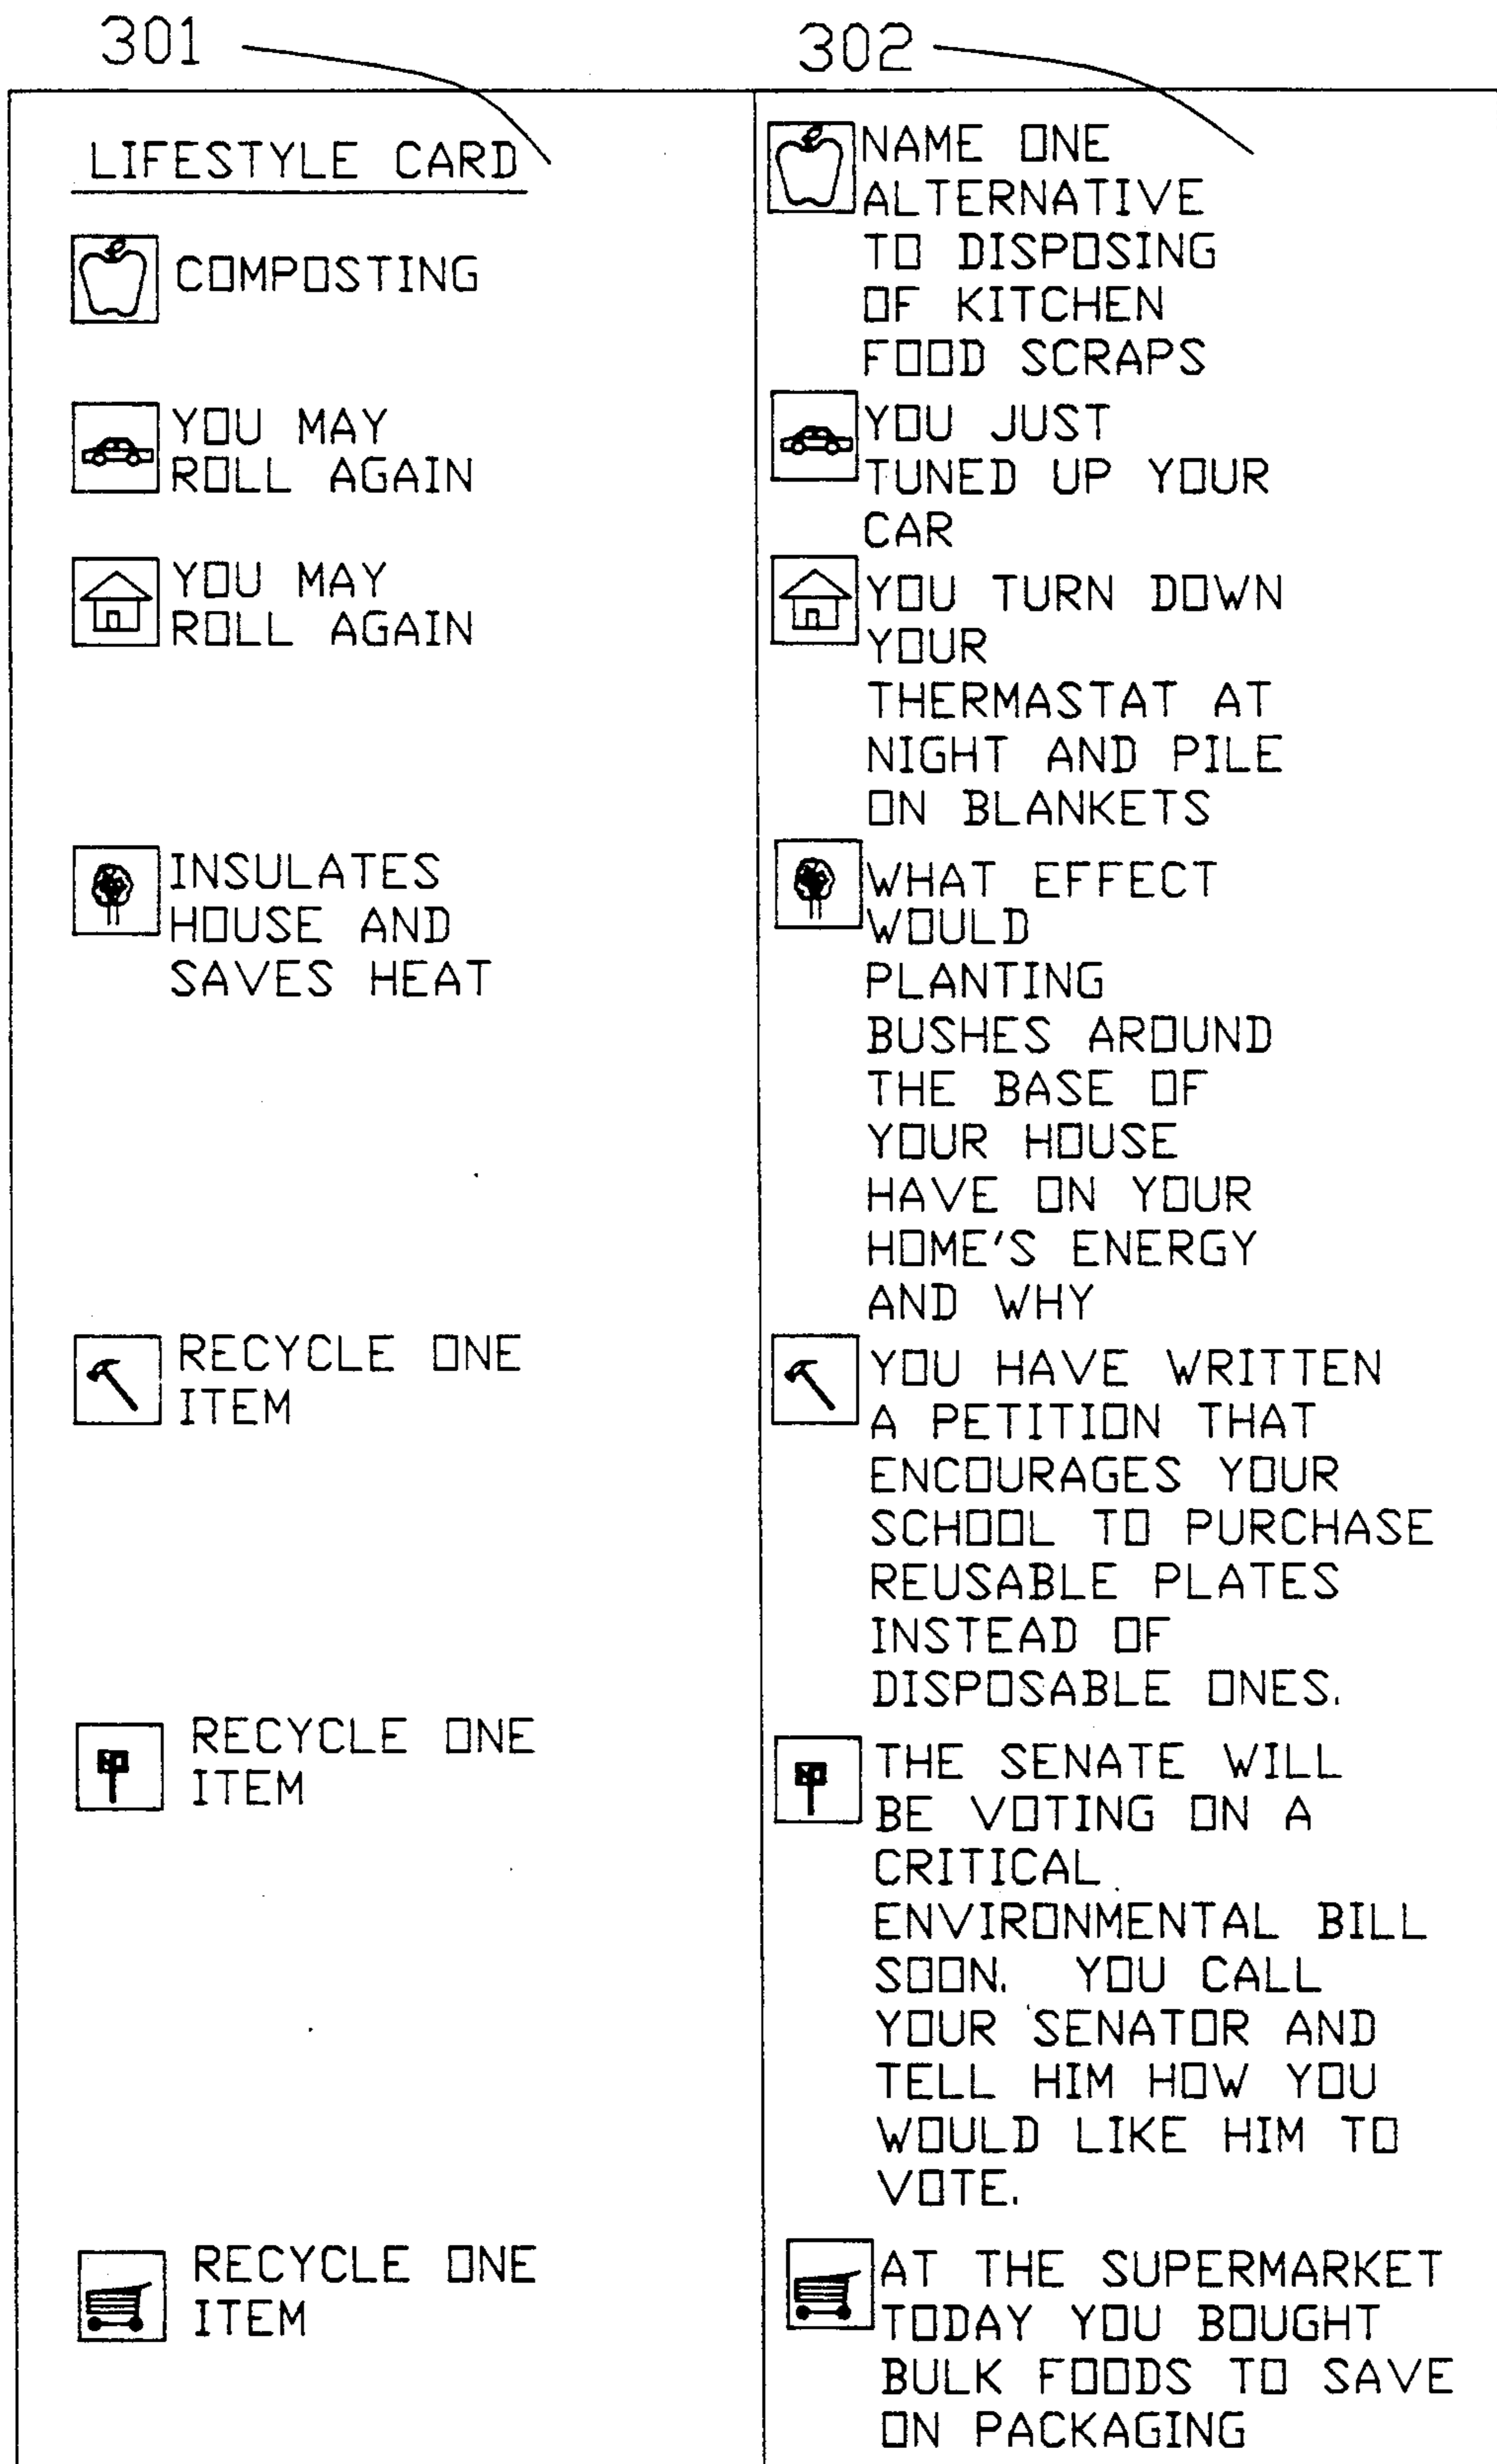 301
302
LIFESTYLE CARD
COMPOSTING
YOU MAY
ROLL AGAIN
YOU MAY
ROLL AGAIN
INSULATES
HOUSE AND
SAVES HEAT
RECYCLE ONE
ITEM
RECYCLE ONE
ITEM
RECYCLE ONE
ITEM
NAME ONE
ALTERNATIVE
TO DISPOSING
OF KITCHEN
FOOD SCRAPS
YOU JUST
TUNED UP YOUR
CAR
YOU TURN DOWN
YOUR
THERMASTAT AT
NIGHT AND PILE
ON BLANKETS
WHAT EFFECT
WOULD
PLANTING
BUSHES AROUND
THE BASE OF
YOUR HOUSE
HAVE ON YOUR
HOME'S ENERGY
AND WHY
YOU HAVE WRITTEN
A PETITION THAT
ENCOURAGES YOUR
SCHOOL TO PURCHASE
REUSABLE PLATES
INSTEAD OF
DISPOSABLE ONES.
THE SENATE WILL
BE VOTING ON A
CRITICAL
ENVIRONMENTAL BILL
SOON. YOU CALL
YOUR SENATOR AND
TELL HIM HOW YOU
WOULD LIKE HIM TO
VOTE.
AT THE SUPERMARKET
TODAY YOU BOUGHT
BULK FOODS TO SAVE
ON PACKAGING